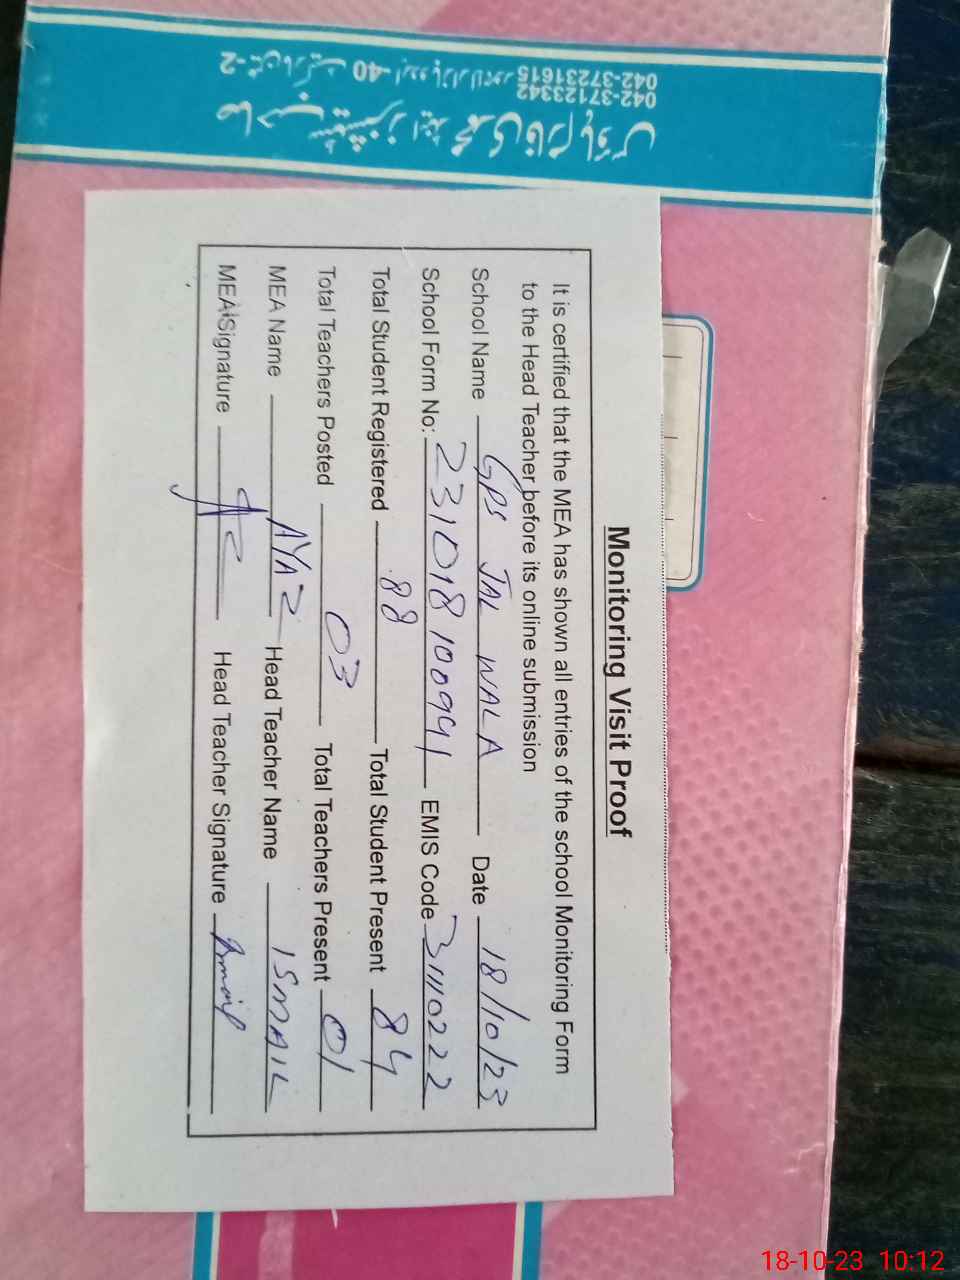 042-37123342
042-37231615
Monitoring Visit Proof
It is certified that the MEA has shown all entries of the school Monitoring Form
to the Head Teacher before its online submission
School Name GPS JAL WALA Date 18/10/23
School Form No: 231018100941 EMIS Code 31110222
Total Student Registered 88 Total Student Present 84
Total Teachers Posted 03 Total Teachers Present 01
MEA Name AYAZ Head Teacher Name ISMAIL
MEA Signature AZ Head Teacher Signature Ismail
18-10-23 10:12